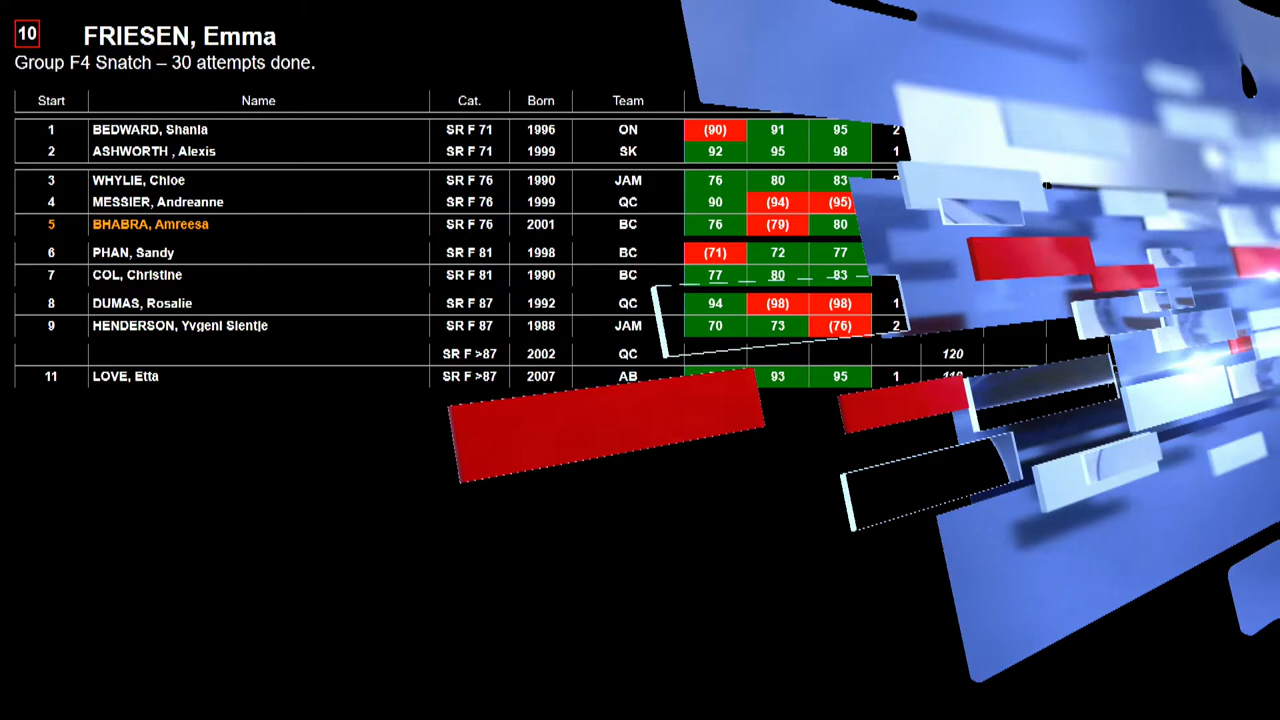 10 FRIESEN, Emma
Group F4 Snatch – 30 attempts done.
Start Name Cat. Born Team
1 BEDWARD, Shania SR F 71 1996 ON (90) 91 95 2
2 ASHWORTH , Alexis SR F 71 1999 SK 92 95 98 1
3 WHYLIE, Chloe SR F 76 1990 JAM 76 80 83
4 MESSIER, Andreanne SR F 76 1999 QC 90 (94) (95)
5 BHABRA, Amreesa SR F 76 2001 BC 76 (79) 80
6 PHAN, Sandy SR F 81 1998 BC (71) 72 77
7 COL, Christine SR F 81 1990 BC 77 80 83
8 DUMAS, Rosalie SR F 87 1992 QC 94 (98) (98) 1
9 HENDERSON, Yvgeni Sientje SR F 87 1988 JAM 70 73 (76) 2
SR F >87 2002 QC 120
11 LOVE, Etta SR F >87 2007 AB 93 95 1